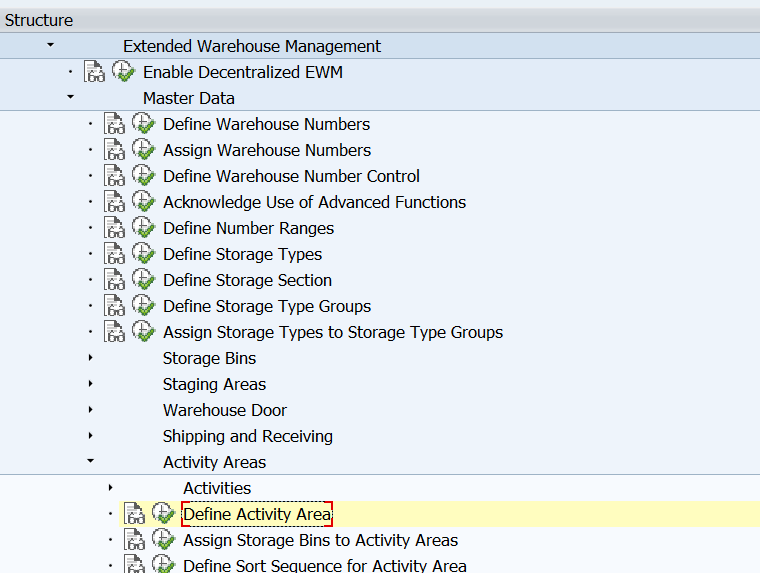 Structure
Extended Warehouse Management
Enable Decentralized EWM
Master Data
Define Warehouse Numbers
Assign Warehouse Numbers
Define Warehouse Number Control
Acknowledge Use of Advanced Functions
Define Number Ranges
Define Storage Types
Define Storage Section
Define Storage Type Groups
Assign Storage Types to Storage Type Groups
Storage Bins
Staging Areas
Warehouse Door
Shipping and Receiving
Activity Areas
Activities
Define Activity Area
Assign Storage Bins to Activity Areas
Define Sort Sequence for Activity Area